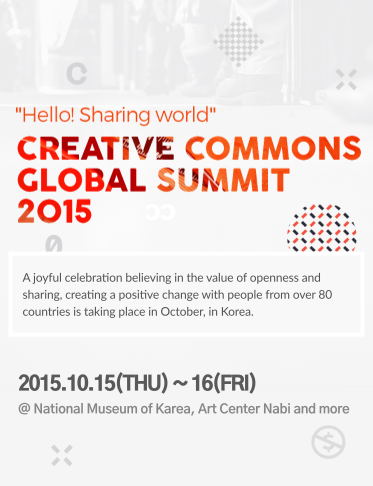 C
"Hello! Sharing world"
CREATIVE COMMONS
GLOBAL SUMMIT
2015
cc
0
A joyful celebration believing in the value of openness and
sharing, creating a positive change with people from over 80
countries is taking place in October, in Korea.
2015.10.15(THU) ~ 16(FRI)
@ National Museum of Karea, Art Center Nabi and more